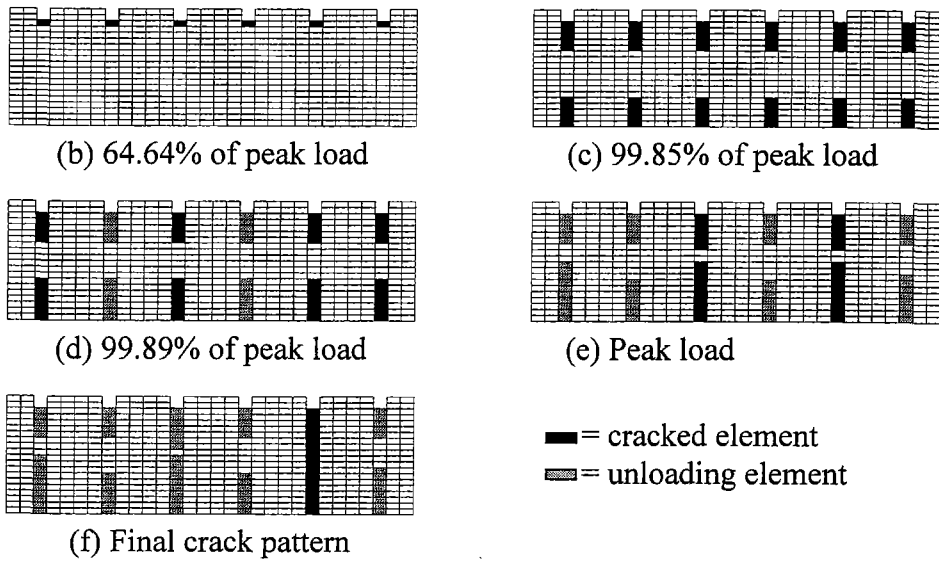 (b) 64.64% of peak load
(c) 99.85% of peak load
(d) 99.89% of peak load
(e) Peak load
= cracked element
= unloading element
(f) Final crack pattern